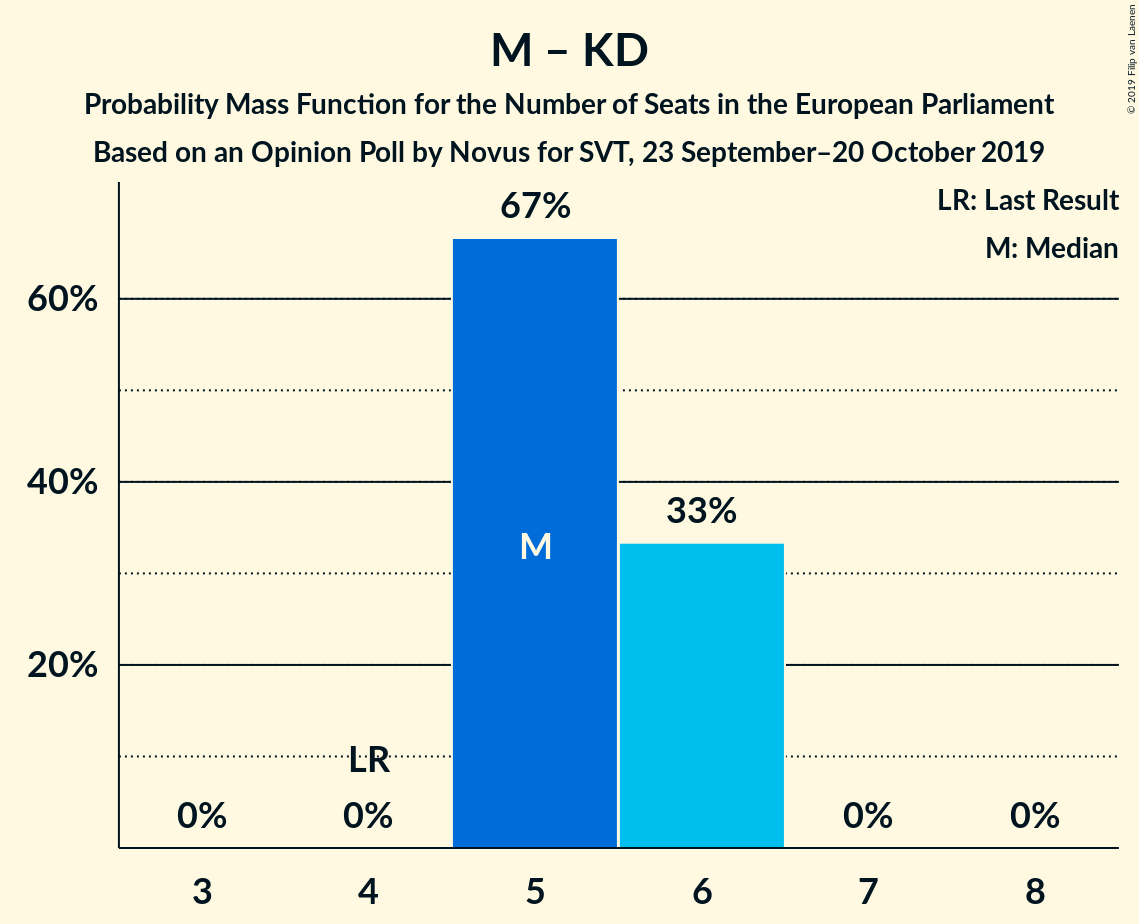 M – KD
Probability Mass Function for the Number of Seats in the European Parliament
Based on an Opinion Poll by Novus for SVT, 23 September–20 October 2019
© 2019 Filip van Laenen
LR: Last Result
M: Median
67%
60%
40%
33%
M
20%
LR
0%
0%
0%
0%
3
4
5
6
7
8